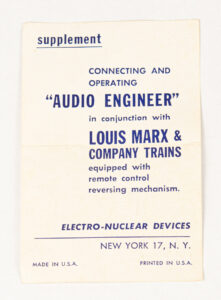 supplement
CONNECTING AND
OPERATING
"AUDIO ENGINEER"
in conjunction with
LOUIS MARX &
COMPANY TRAINS
equipped with
remote control
reversing mechanism.
ELECTRO-NUCLEAR DEVICES
NEW YORK 17, N. Y.
MADE IN U.S.A.
PRINTED IN U.S.A.